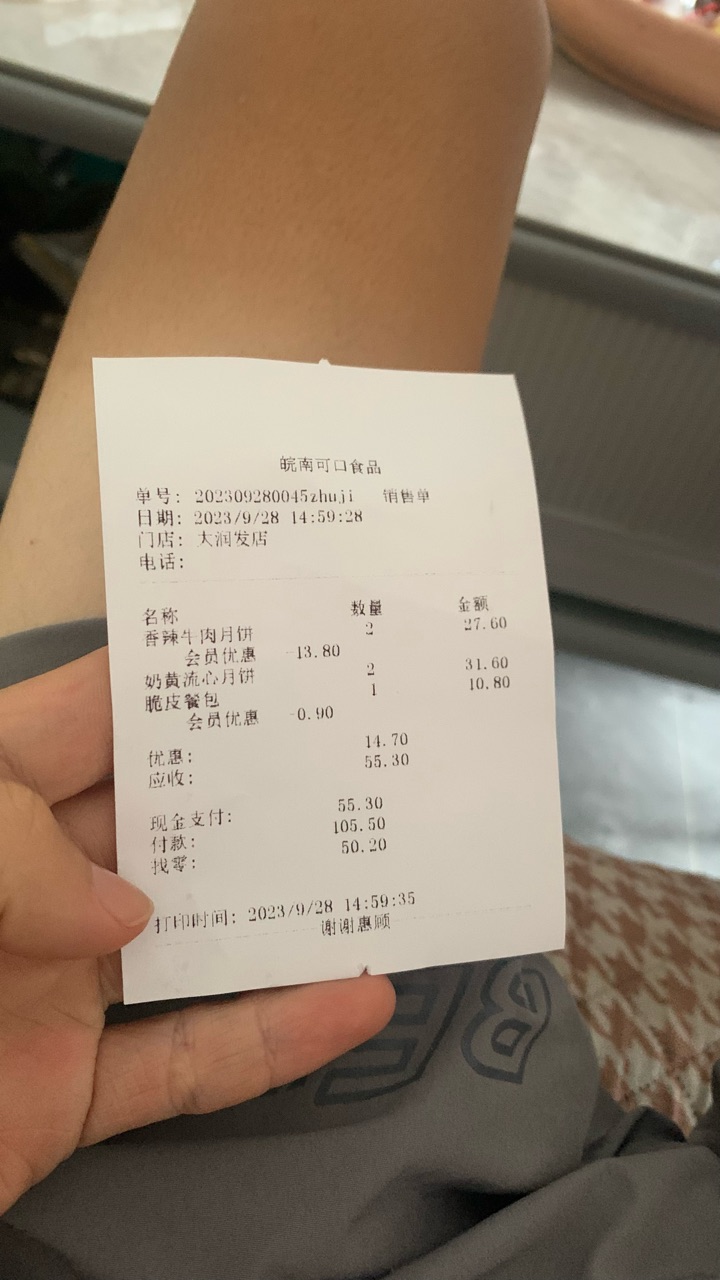 皖南可口食品
单号: 202309280045zhuji 销售单
日期: 2023/9/28 14:59:28
门店: 大润发店
电话:
名称 数量 金额
香辣牛肉月饼 2 27.60
会员优惠 -13.80
奶黄流心月饼 2 31.60
脆皮餐包 1 10.80
会员优惠 -0.90
优惠: 14.70
应收: 55.30
现金支付: 55.30
付款: 105.50
找零: 50.20
打印时间: 2023/9/28 14:59:35
谢谢惠顾